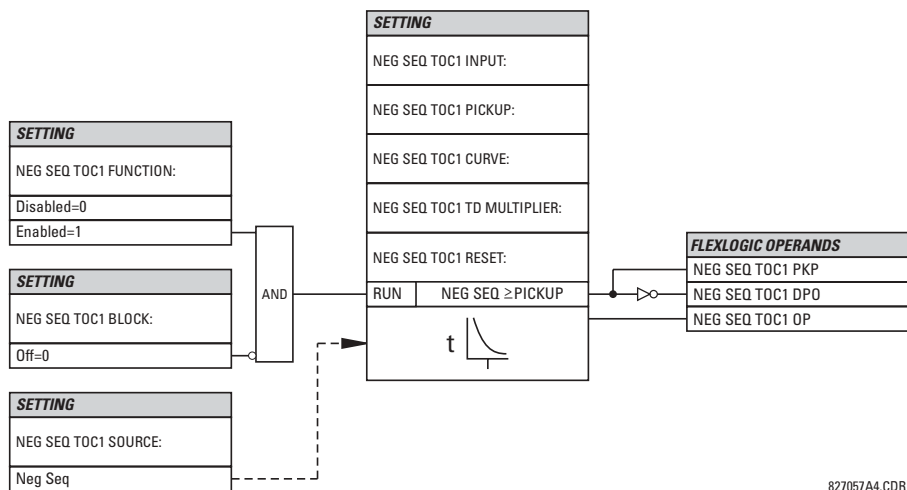 SETTING
NEG SEQ TOC1 FUNCTION:
Disabled=0
Enabled=1
SETTING
NEG SEQ TOC1 BLOCK:
Off=0
SETTING
NEG SEQ TOC1 SOURCE:
Neg Seq
AND
SETTING
NEG SEQ TOC1 INPUT:
NEG SEQ TOC1 PICKUP:
NEG SEQ TOC1 CURVE:
NEG SEQ TOC1 TD MULTIPLIER:
NEG SEQ TOC1 RESET:
RUN NEG SEQ ≥PICKUP
t
FLEXLOGIC OPERANDS
NEG SEQ TOC1 PKP
NEG SEQ TOC1 DPO
NEG SEQ TOC1 OP
827057A4.CDR